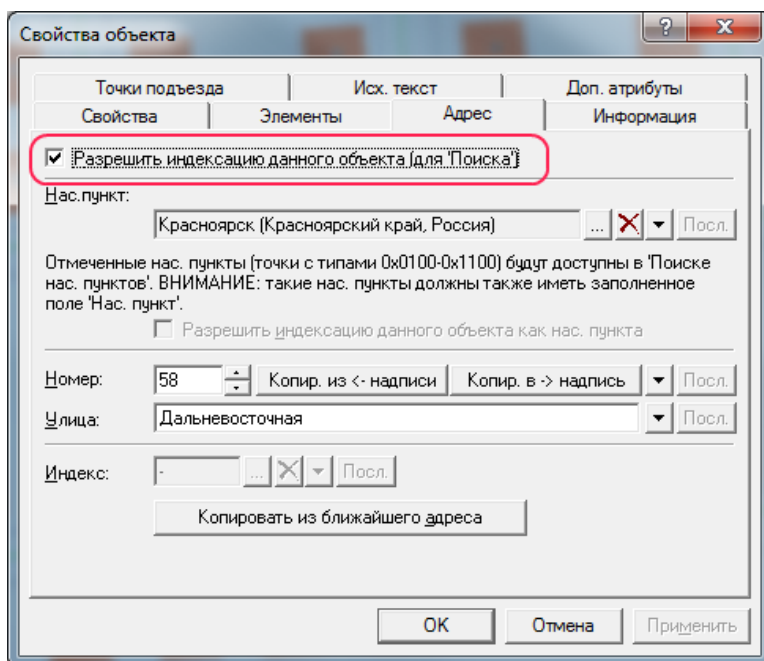 Свойства объекта
Точки подъезда Исх. текст Доп. атрибуты
Свойства Элементы Адрес Информация
Разрешить индексацию данного объекта (для 'Поиска')
Нас.пункт:
Красноярск (Красноярский край, Россия) ... Посл.
Отмеченные нас. пункты (точки с типами 0x0100-0x1100) будут доступны в 'Поиске
нас. пунктов'. ВНИМАНИЕ: такие нас. пункты должны также иметь заполненное
поле 'Нас. пункт'.
Разрешить индексацию данного объекта как нас. пункта
Номер: 58 Копир. из <- надписи Копир. в -> надпись Посл.
Улица: Дальневосточная Посл.
Индекс: - ... Посл.
Копировать из ближайшего адреса
OK Отмена Применить